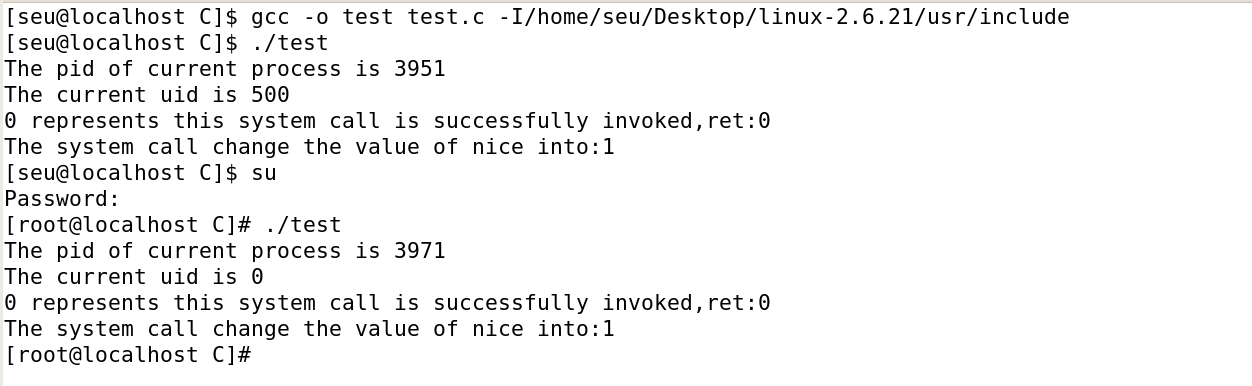 [seu@localhost C]$ gcc -o test test.c -I/home/seu/Desktop/linux-2.6.21/usr/include
[seu@localhost C]$ ./test
The pid of current process is 3951
The current uid is 500
0 represents this system call is successfully invoked,ret:0
The system call change the value of nice into:1
[seu@localhost C]$ su
Password:
[root@localhost C]# ./test
The pid of current process is 3971
The current uid is 0
0 represents this system call is successfully invoked,ret:0
The system call change the value of nice into:1
[root@localhost C]#